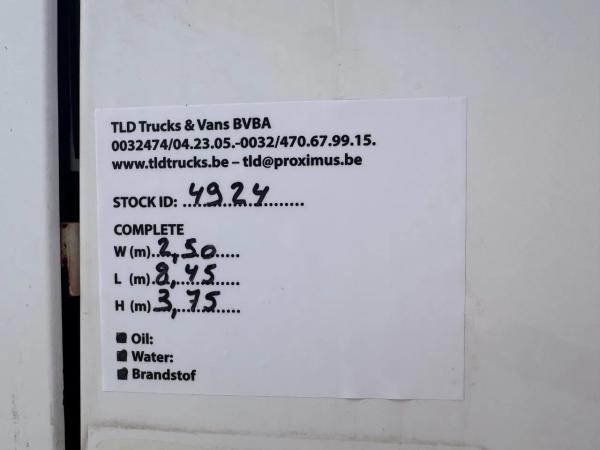 TLD Trucks & Vans BVBA
0032474/04.23.05.-0032/470.67.99.15.
www.tldtrucks.be – tld@proximus.be
STOCK ID: 4924
COMPLETE
W (m) 2,50
L (m) 8,45
H (m) 3,75
Oil:
Water:
Brandstof